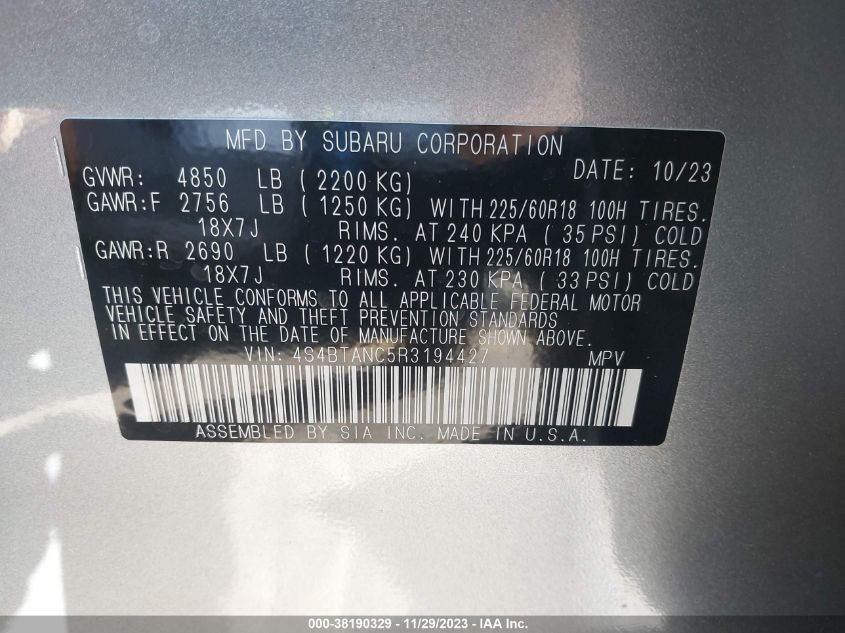 MFD BY SUBARU CORPORATION
DATE: 10/23
GVWR: 4850 LB ( 2200 KG)
GAWR:F 2756 LB ( 1250 KG) WITH 225/60R18 100H TIRES.
18X7J RIMS. AT 240 KPA ( 35 PSI) COLD
GAWR:R 2690 LB ( 1220 KG) WITH 225/60R18 100H TIRES.
18X7J RIMS. AT 230 KPA ( 33 PSI) COLD
THIS VEHICLE CONFORMS TO ALL APPLICABLE FEDERAL MOTOR
VEHICLE SAFETY AND THEFT PREVENTION STANDARDS
IN EFFECT ON THE DATE OF MANUFACTURE SHOWN ABOVE.
VIN: 4S4BTANC5R3194427 MPV
ASSEMBLED BY SIA INC. MADE IN U.S.A.
000-38190329 - 11/29/2023 - IAA Inc.